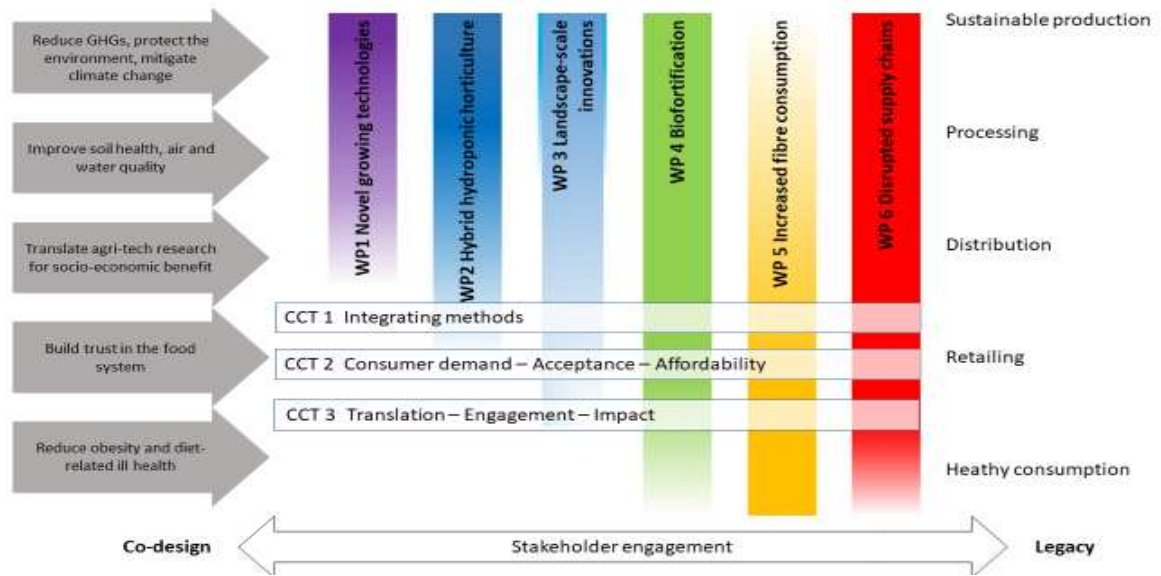 Reduce GHGs, protect the
environment, mitigate
climate change
Improve soil health, air and
water quality
Translate agri-tech research
for socio-economic benefit
Build trust in the food
system
Reduce obesity and diet-
related ill health
WP1 Novel growing technologies
WP2 Hybrid hydroponic horticulture
WP 3 Landscape-scale
innovations
WP 4 Biofortification
WP 5 Increased fibre consumption
WP 6 Disrupted supply chains
CCT 1 Integrating methods
CCT 2 Consumer demand – Acceptance – Affordability
CCT 3 Translation – Engagement – Impact
Sustainable production
Processing
Distribution
Retailing
Heathy consumption
Co-design
Stakeholder engagement
Legacy